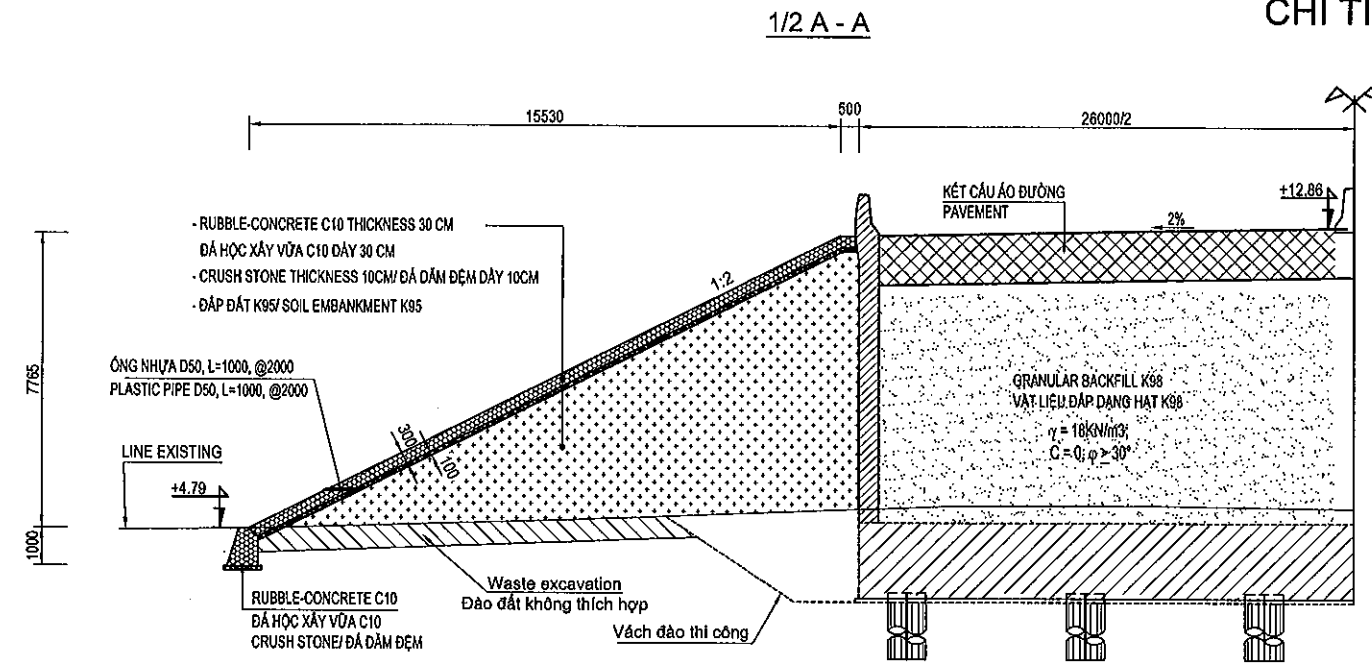 1/2 A - A
CHI TI
15530
500
26000/2
- RUBBLE-CONCRETE C10 THICKNESS 30 CM
ĐÁ HỌC XÂY VỮA C10 DÀY 30 CM
- CRUSH STONE THICKNESS 10CM/ ĐÁ DĂM ĐỆM DÀY 10CM
- ĐẮP ĐẤT K95/ SOIL EMBANKMENT K95
KẾT CẤU ÁO ĐƯỜNG
PAVEMENT
+12.86
2%
1:2
7765
ỐNG NHỰA D50, L=1000, @2000
PLASTIC PIPE D50, L=1000, @2000
GRANULAR BACKFILL K98
VẬT LIỆU ĐẮP DẠNG HẠT K98
γ = 18KN/m3;
C = 0; φ ≥ 30°
300
100
LINE EXISTING
+4.79
1000
Waste excavation
Đào đất không thích hợp
RUBBLE-CONCRETE C10
ĐÁ HỌC XÂY VỮA C10
CRUSH STONE/ ĐÁ DĂM ĐỆM
Vách đào thi công